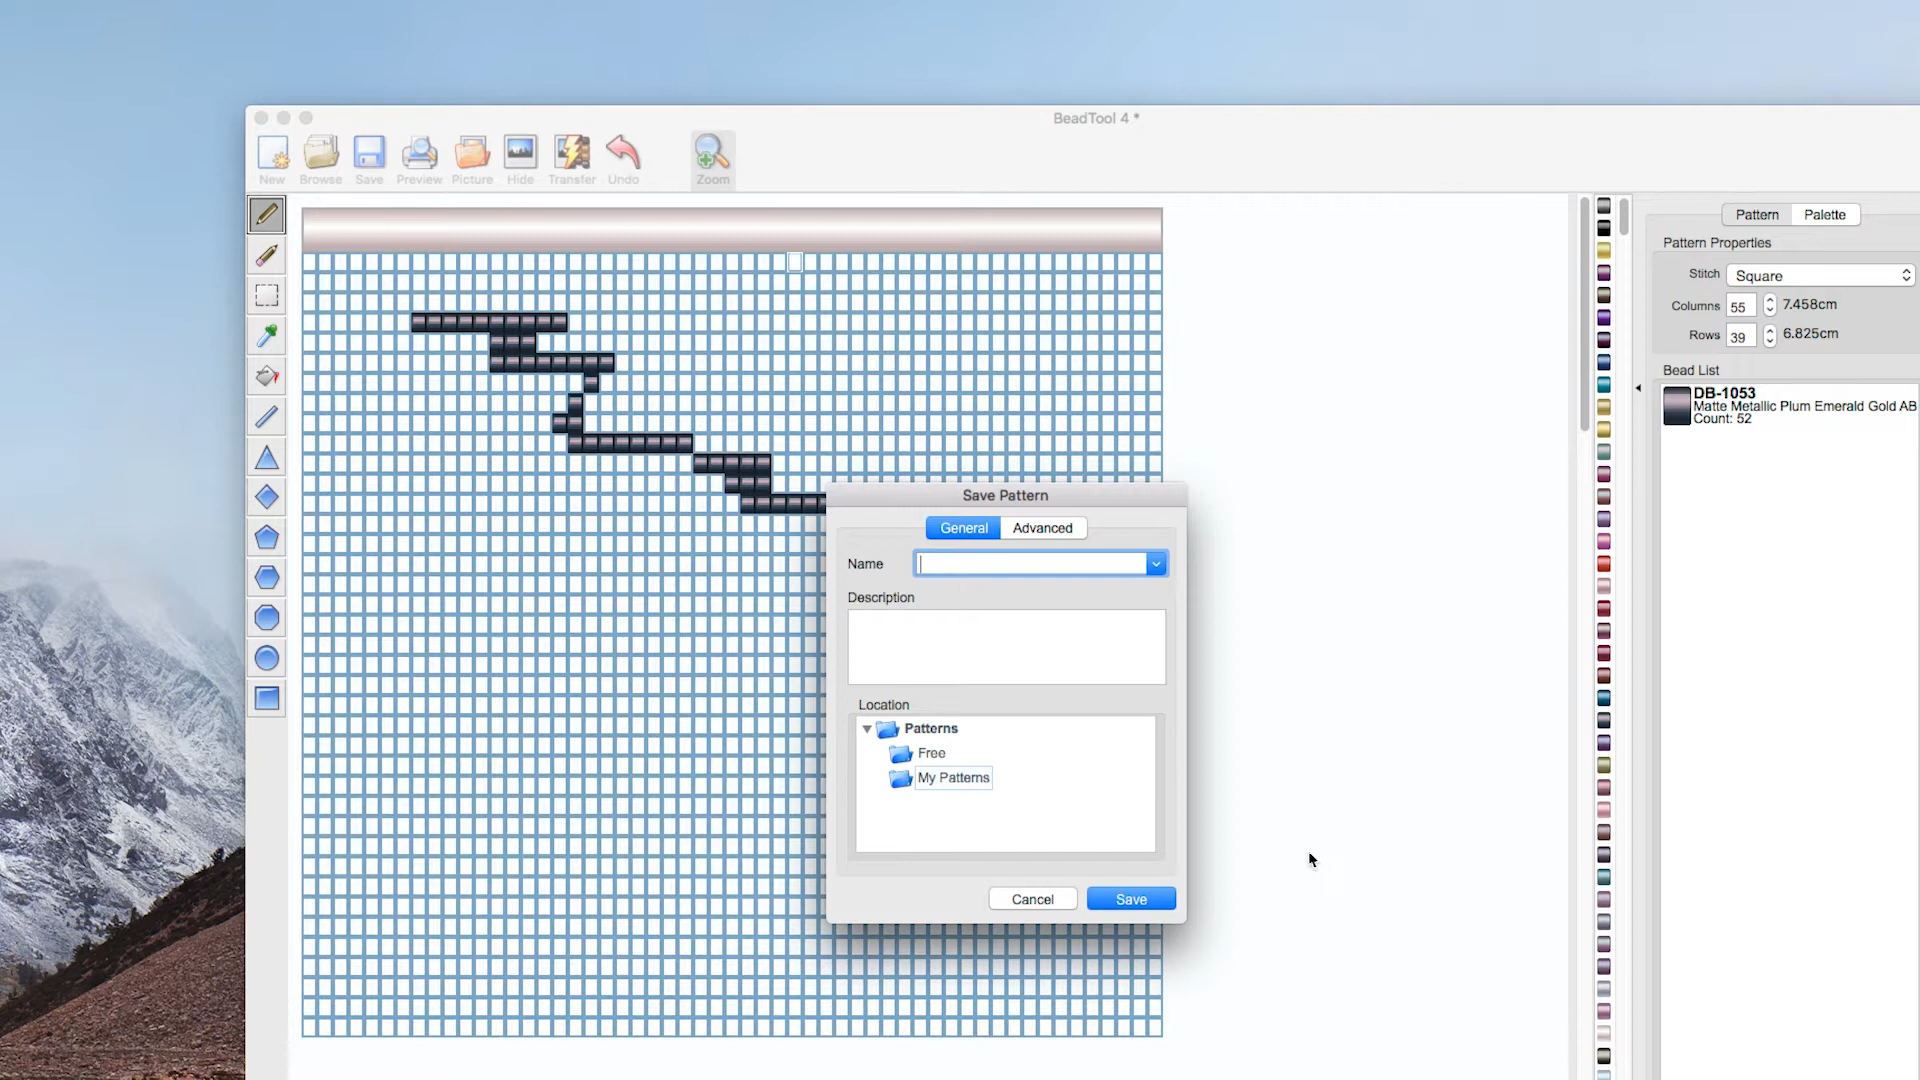 BeadTool 4 *
New Browse Save Preview Picture Hide Transfer Undo Zoom
Pattern Palette
Pattern Properties
Stitch Square
Columns 55 7.458cm
Rows 39 6.825cm
Bead List
DB-1053
Matte Metallic Plum Emerald Gold AB
Count: 52
Save Pattern
General Advanced
Name
Description
Location
Patterns
Free
My Patterns
Cancel Save